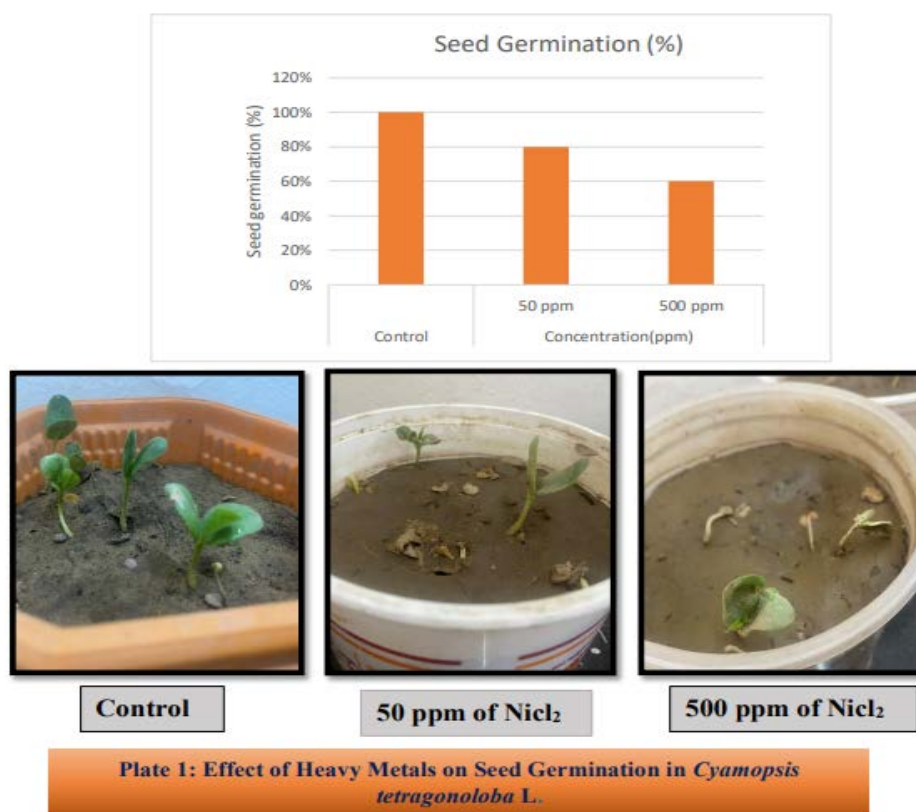 Seed Germination (%)
120%
100%
80%
60%
40%
20%
0%
Seed germination (%)
50 ppm
500 ppm
Control
Concentration(ppm)
Control
50 ppm of Nicl₂
500 ppm of Nicl₂
Plate 1: Effect of Heavy Metals on Seed Germination in Cyamopsis
tetragonoloba L.